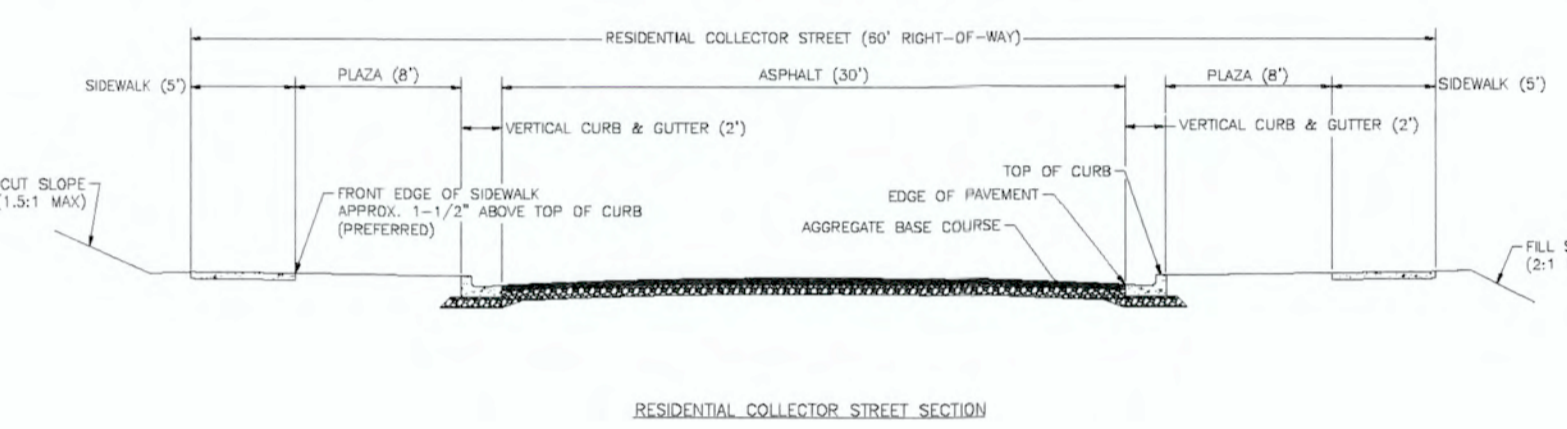 RESIDENTIAL COLLECTOR STREET (60' RIGHT-OF-WAY)
SIDEWALK (5')
PLAZA (8')
ASPHALT (30')
PLAZA (8')
SIDEWALK (5')
VERTICAL CURB & GUTTER (2')
VERTICAL CURB & GUTTER (2')
CUT SLOPE
(1.5:1 MAX)
FRONT EDGE OF SIDEWALK
APPROX. 1-1/2" ABOVE TOP OF CURB
(PREFERRED)
TOP OF CURB
EDGE OF PAVEMENT
AGGREGATE BASE COURSE
FILL
(2:1
RESIDENTIAL COLLECTOR STREET SECTION